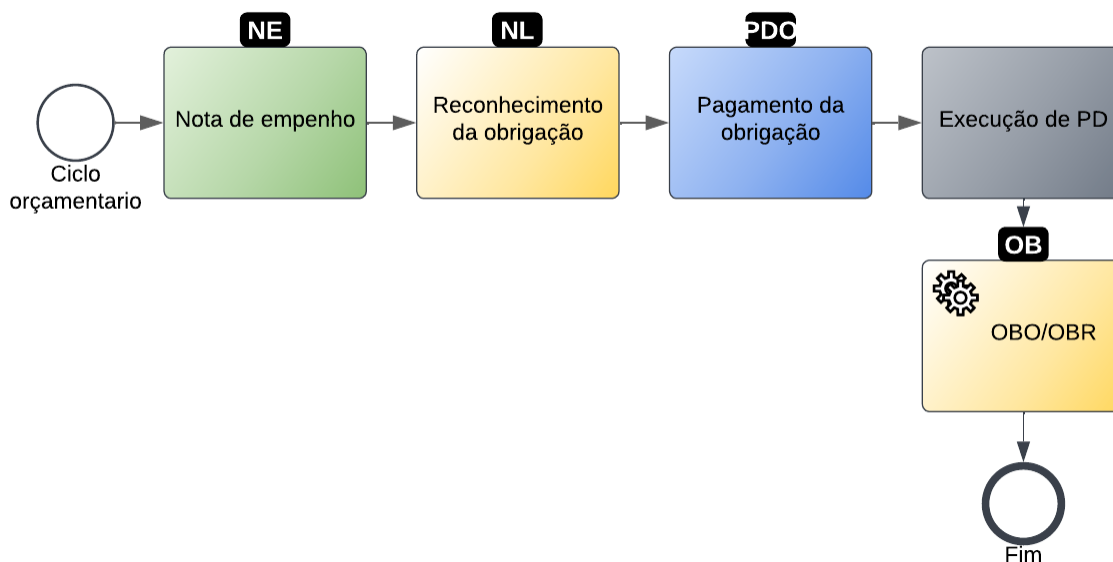 NE
NL
PDO
Nota de empenho
Reconhecimento
da obrigação
Pagamento da
obrigação
Execução de PD
Ciclo
orçamentario
OB
OBO/OBR
Fim